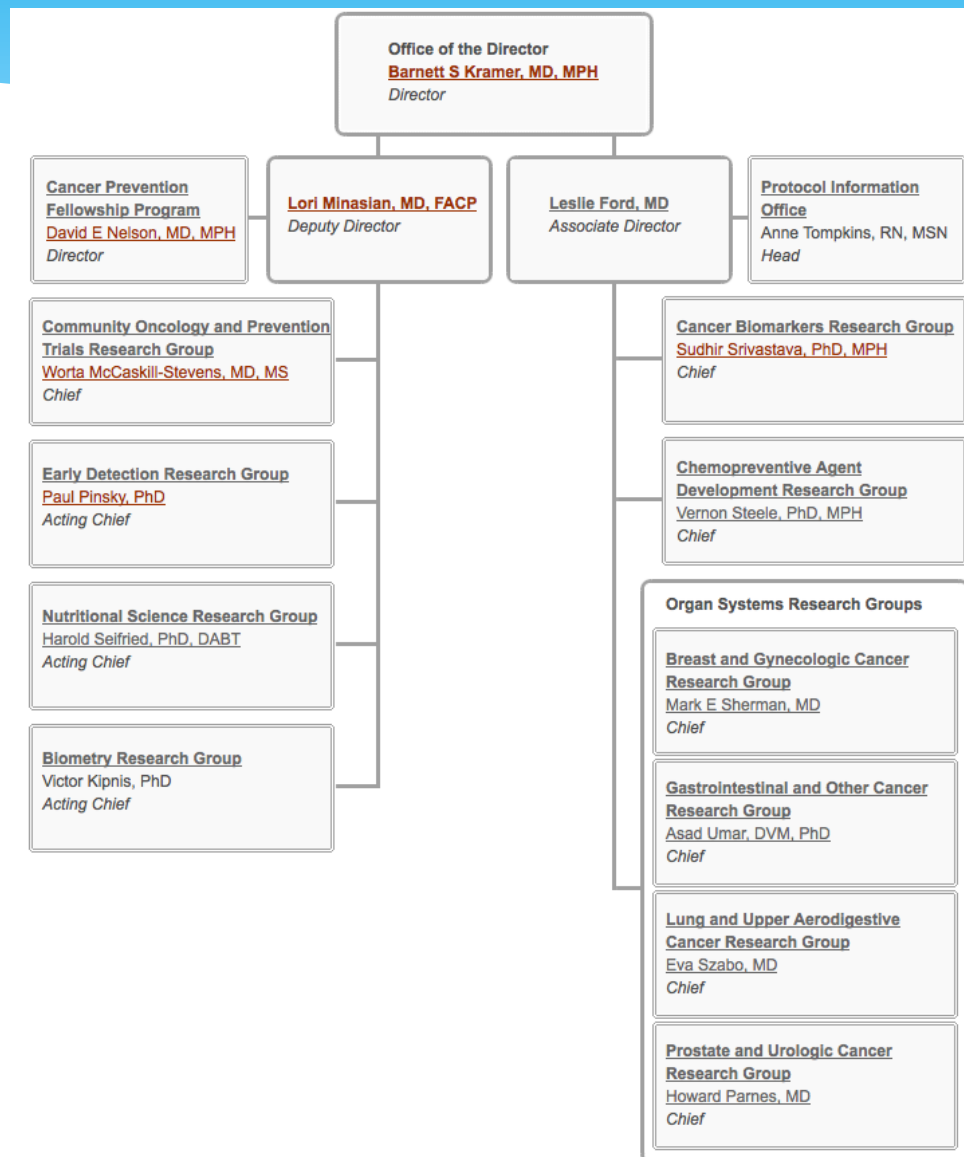 Office of the Director
Barnett S Kramer, MD, MPH
Director
Cancer Prevention
Fellowship Program
David E Nelson, MD, MPH
Director
Lori Minasian, MD, FACP
Deputy Director
Leslie Ford, MD
Associate Director
Protocol Information
Office
Anne Tompkins, RN, MSN
Head
Community Oncology and Prevention
Trials Research Group
Worta McCaskill-Stevens, MD, MS
Chief
Early Detection Research Group
Paul Pinsky, PhD
Acting Chief
Nutritional Science Research Group
Harold Seifried, PhD, DABT
Acting Chief
Biometry Research Group
Victor Kipnis, PhD
Acting Chief
Cancer Biomarkers Research Group
Sudhir Srivastava, PhD, MPH
Chief
Chemopreventive Agent
Development Research Group
Vernon Steele, PhD, MPH
Chief
Organ Systems Research Groups
Breast and Gynecologic Cancer
Research Group
Mark E Sherman, MD
Chief
Gastrointestinal and Other Cancer
Research Group
Asad Umar, DVM, PhD
Chief
Lung and Upper Aerodigestive
Cancer Research Group
Eva Szabo, MD
Chief
Prostate and Urologic Cancer
Research Group
Howard Parnes, MD
Chief